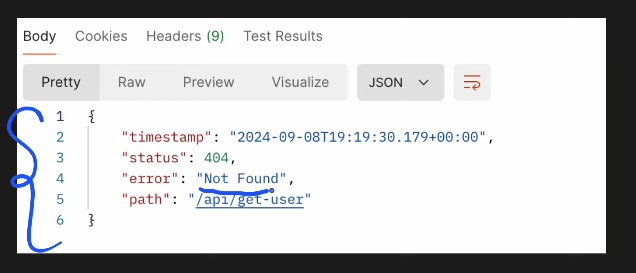 Body Cookies Headers (9) Test Results
Pretty Raw Preview Visualize JSON
1 {
2 "timestamp": "2024-09-08T19:19:30.179+00:00",
3 "status": 404,
4 "error": "Not Found",
5 "path": "/api/get-user"
6 }